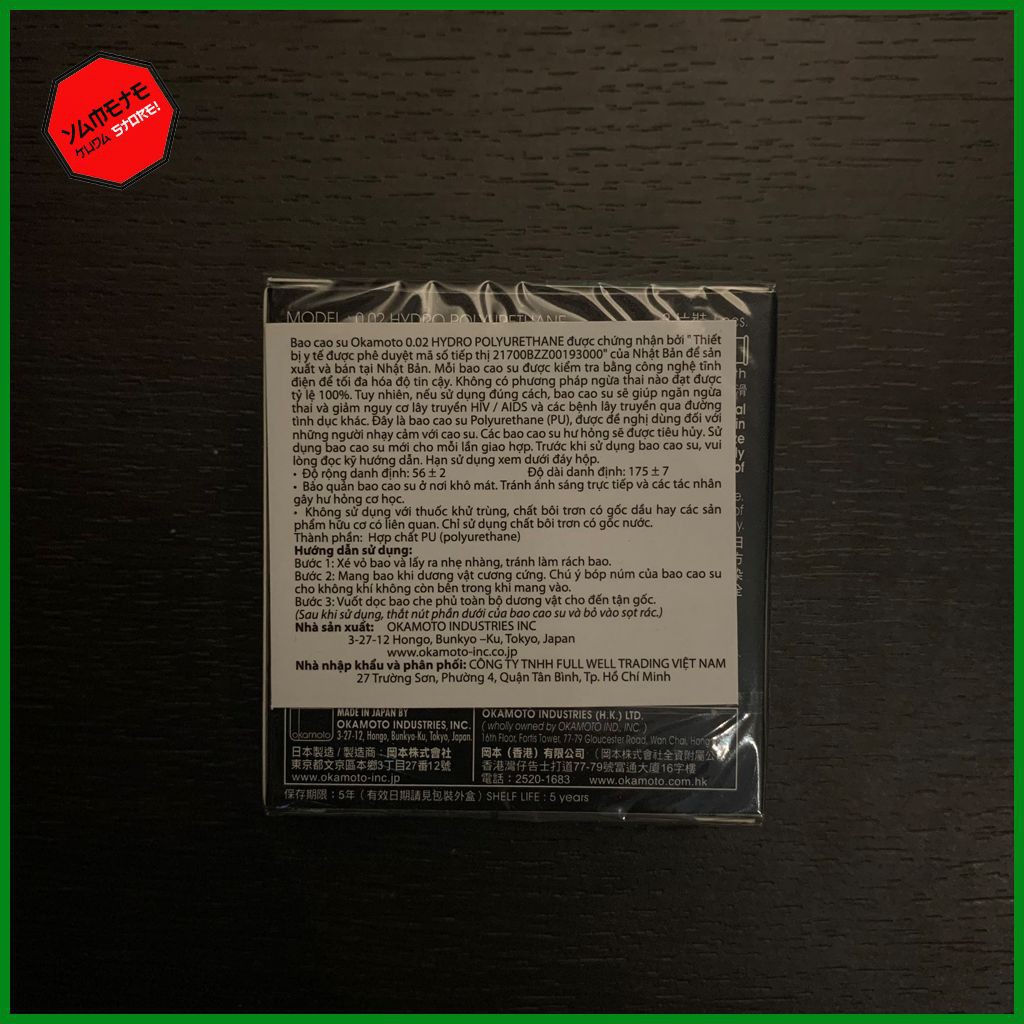 YAMETE
KUDA STORE!
MODEL : 0.02 HYDRO POLYURETHANE
Bao cao su Okamoto 0.02 HYDRO POLYURETHANE được chứng nhận bởi " Thiết
bị y tế được phê duyệt mã số tiếp thị 21700BZZ00193000" của Nhật Bản để sản
xuất và bán tại Nhật Bản. Mỗi bao cao su được kiểm tra bằng công nghệ tĩnh
điện để tối đa hóa độ tin cậy. Không có phương pháp ngừa thai nào đạt được
tỷ lệ 100%. Tuy nhiên, nếu sử dụng đúng cách, bao cao su sẽ giúp ngăn ngừa
thai và giảm nguy cơ lây truyền HIV / AIDS và các bệnh lây truyền qua đường
tình dục khác. Đây là bao cao su Polyurethane (PU), được đề nghị dùng đối với
những người nhạy cảm với cao su. Các bao cao su hư hỏng sẽ được tiêu hủy. Sử
dụng bao cao su mới cho mỗi lần giao hợp. Trước khi sử dụng bao cao su, vui
lòng đọc kỹ hướng dẫn. Hạn sử dụng xem dưới đáy hộp.
• Độ rộng danh định: 56 ± 2 Độ dài danh định: 175 ± 7
• Bảo quản bao cao su ở nơi khô mát. Tránh ánh sáng trực tiếp và các tác nhân
gây hư hỏng cơ học.
• Không sử dụng với thuốc khử trùng, chất bôi trơn có gốc dầu hay các sản
phẩm hữu cơ có liên quan. Chỉ sử dụng chất bôi trơn có gốc nước.
Thành phần: Hợp chất PU (polyurethane)
Hướng dẫn sử dụng:
Bước 1: Xé vỏ bao và lấy ra nhẹ nhàng, tránh làm rách bao.
Bước 2: Mang bao khi dương vật cương cứng. Chú ý bóp núm của bao cao su
cho không khí không còn bên trong khi mang vào.
Bước 3: Vuốt dọc bao che phủ toàn bộ dương vật cho đến tận gốc.
(Sau khi sử dụng, thắt nút phần dưới của bao cao su và bỏ vào sọt rác.)
Nhà sản xuất: OKAMOTO INDUSTRIES INC
3-27-12 Hongo, Bunkyo –Ku, Tokyo, Japan
www.okamoto-inc.co.jp
Nhà nhập khẩu và phân phối: CÔNG TY TNHH FULL WELL TRADING VIỆT NAM
27 Trường Sơn, Phường 4, Quận Tân Bình, Tp. Hồ Chí Minh
okamoto
MADE IN JAPAN BY
OKAMOTO INDUSTRIES, INC.
3-27-12, Hongo, Bunkyo-Ku, Tokyo, Japan.
日本製造 / 製造商：岡本株式會社
東京都文京區本鄉3丁目27番12號
www.okamoto-inc.jp
OKAMOTO INDUSTRIES (H.K.) LTD.
( wholly owned by OKAMOTO IND., INC. )
16th Floor, Fortis Tower, 77-79 Gloucester Road, Wan Chai, Hong
岡本（香港）有限公司（岡本株式會社全資附屬公
香港灣仔告士打道77-79號富通大廈16字樓
電話：2520-1683 www.okamoto.com.hk
保存期限：5年（有效日期請見包裝外盒）SHELF LIFE : 5 years